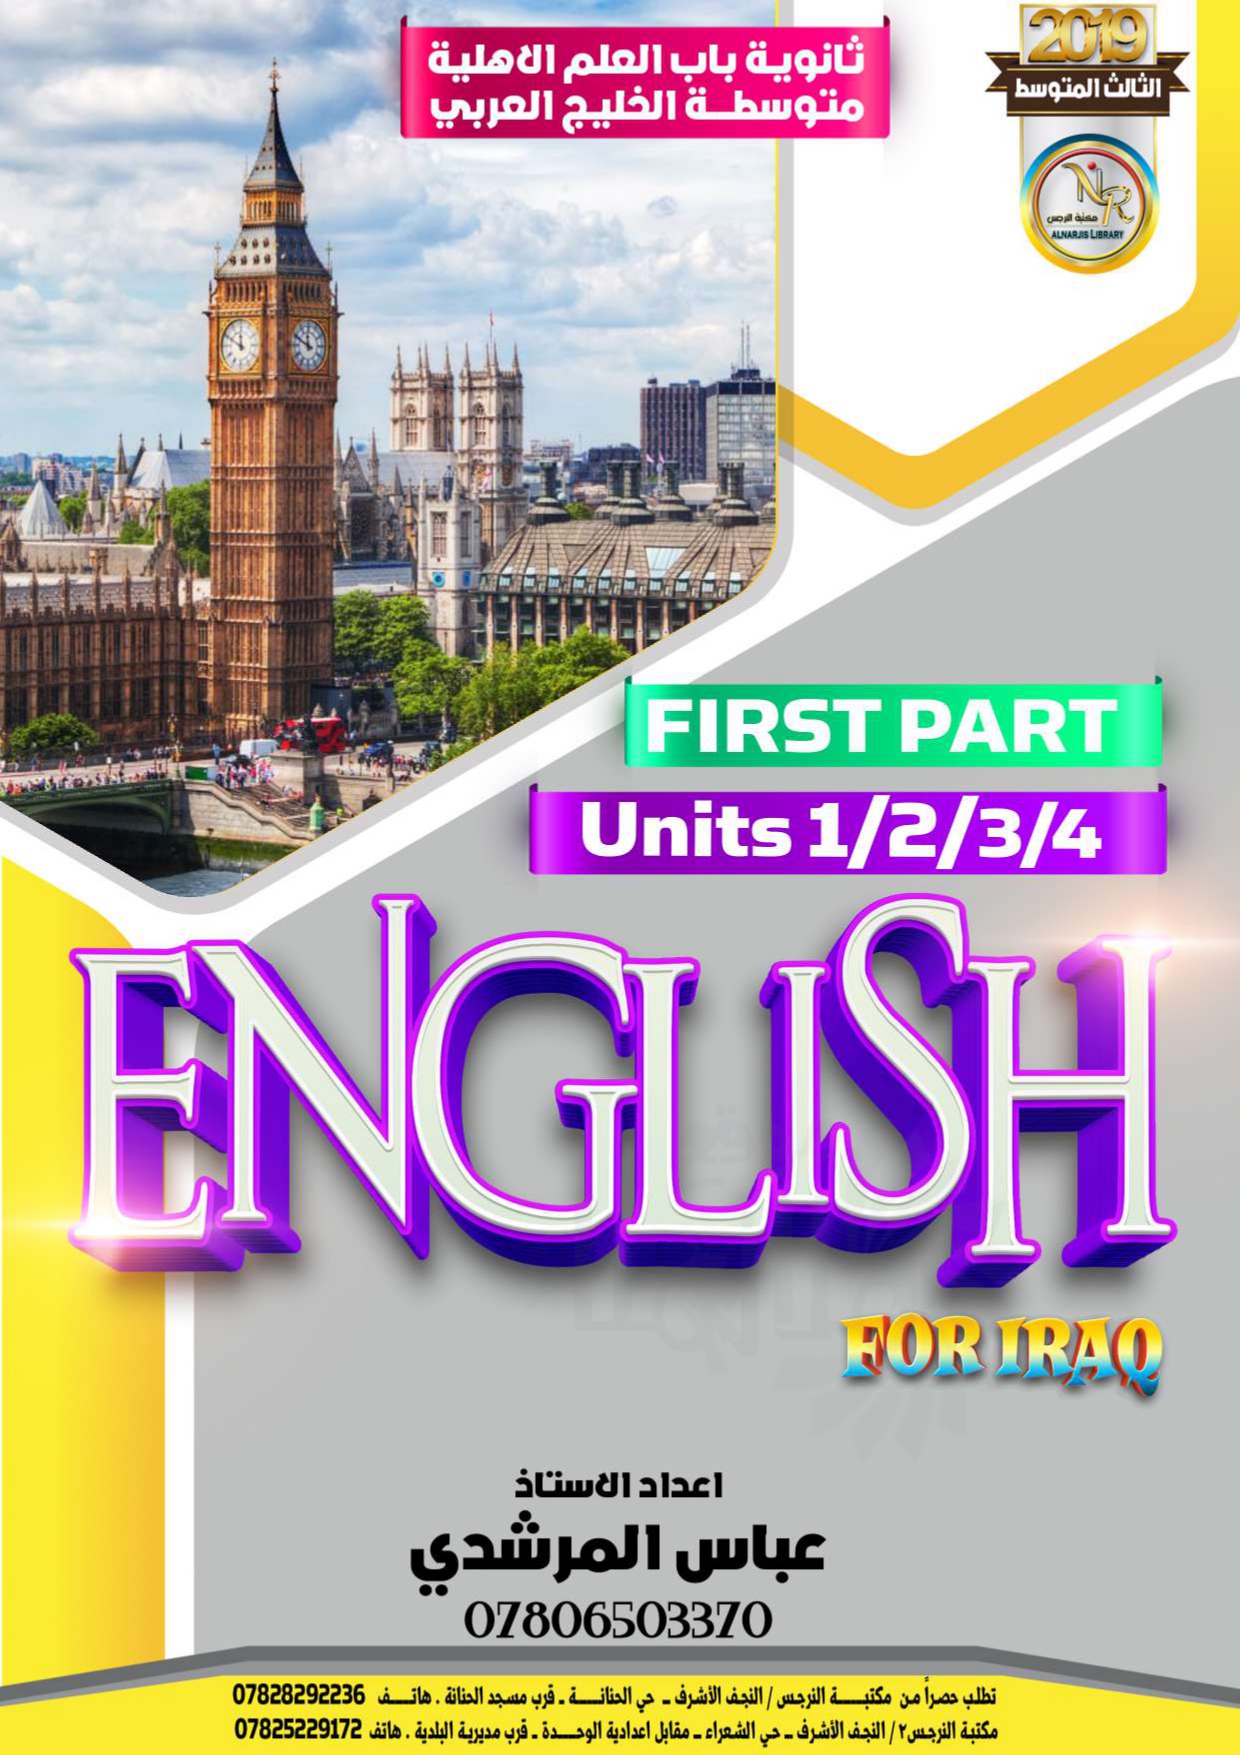 ثانوية باب العلم الاهلية
متوسطة الخليج العربي
2019
الثالث المتوسط
NR
مكتبة النرجس
ALNARJIS LIBRARY
FIRST PART
Units 1/2/3/4
ENGLISH
FOR IRAQ
اعداد الاستاذ
عباس المرشدي
07806503370
تطلب حصراً من مكتبة النرجس / النجف الأشرف - حي الحنانة - قرب مسجد الحنانة . هاتف 07828292236
مكتبة النرجس٢ / النجف الأشرف - حي الشعراء - مقابل اعدادية الوحدة - قرب مديرية البلدية . هاتف 07825229172